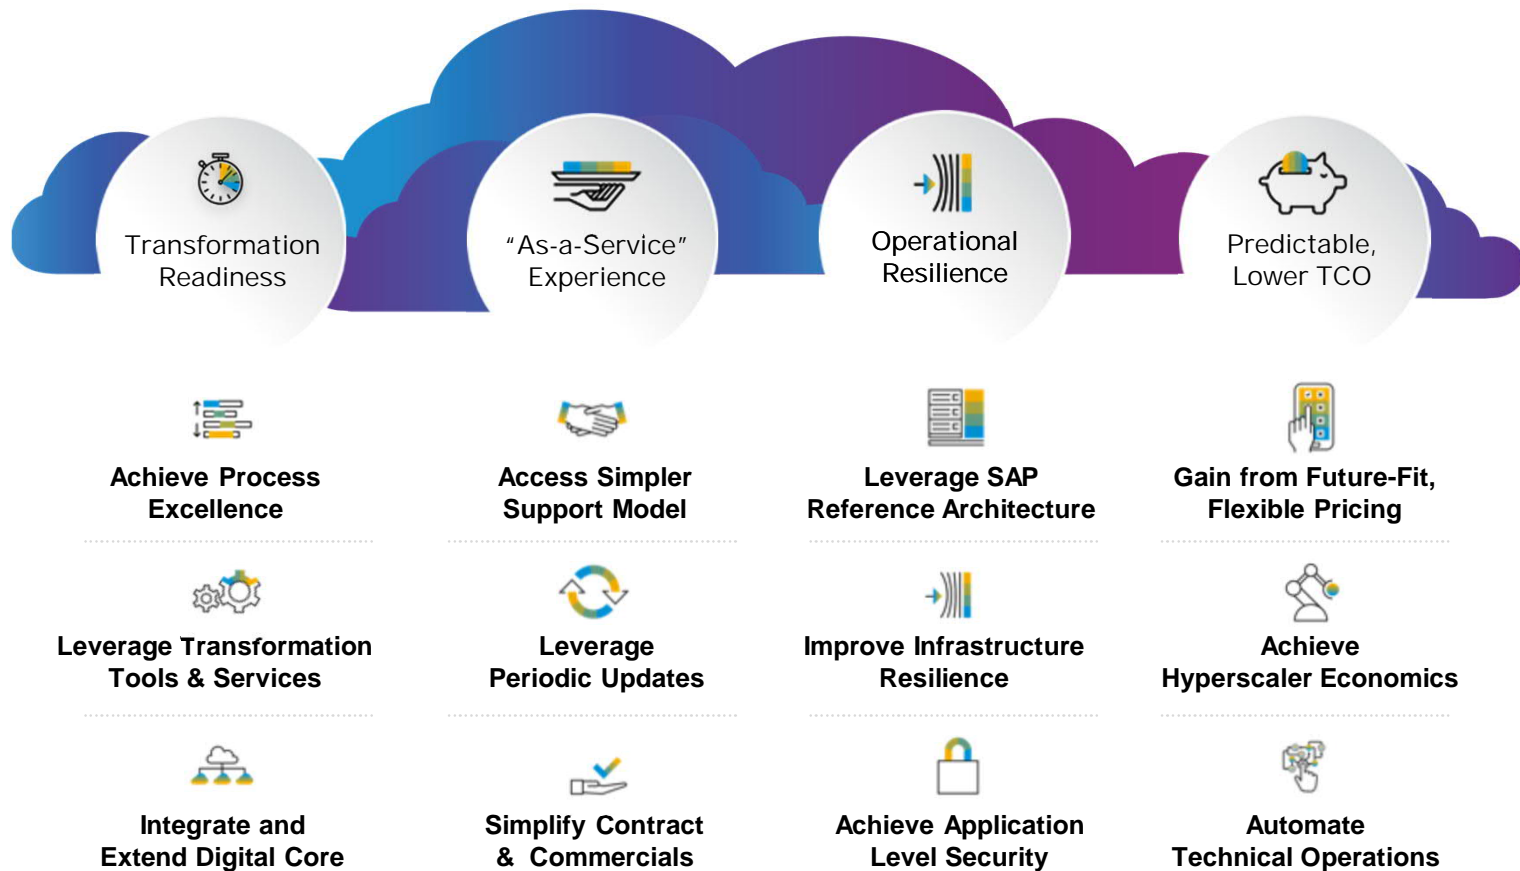 Transformation
Readiness
“As-a-Service”
Experience
Operational
Resilience
Predictable,
Lower TCO
Achieve Process
Excellence
Access Simpler
Support Model
Leverage SAP
Reference Architecture
Gain from Future-Fit,
Flexible Pricing
Leverage Transformation
Tools & Services
Leverage
Periodic Updates
Improve Infrastructure
Resilience
Achieve
Hyperscaler Economics
Integrate and
Extend Digital Core
Simplify Contract
& Commercials
Achieve Application
Level Security
Automate
Technical Operations